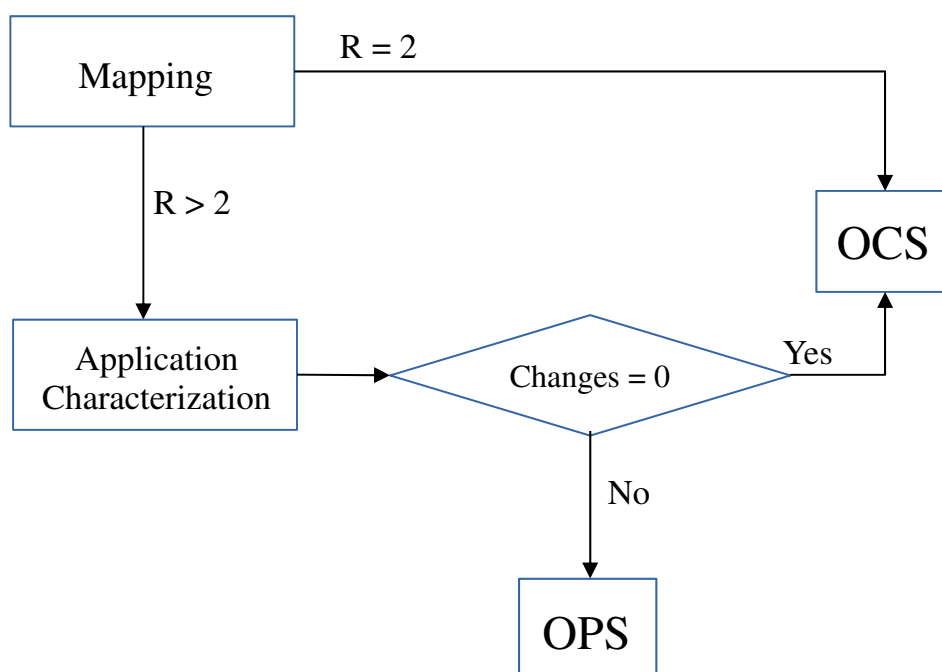 R = 2
Mapping
R > 2
OCS
Application
Characterization
Changes = 0
Yes
No
OPS